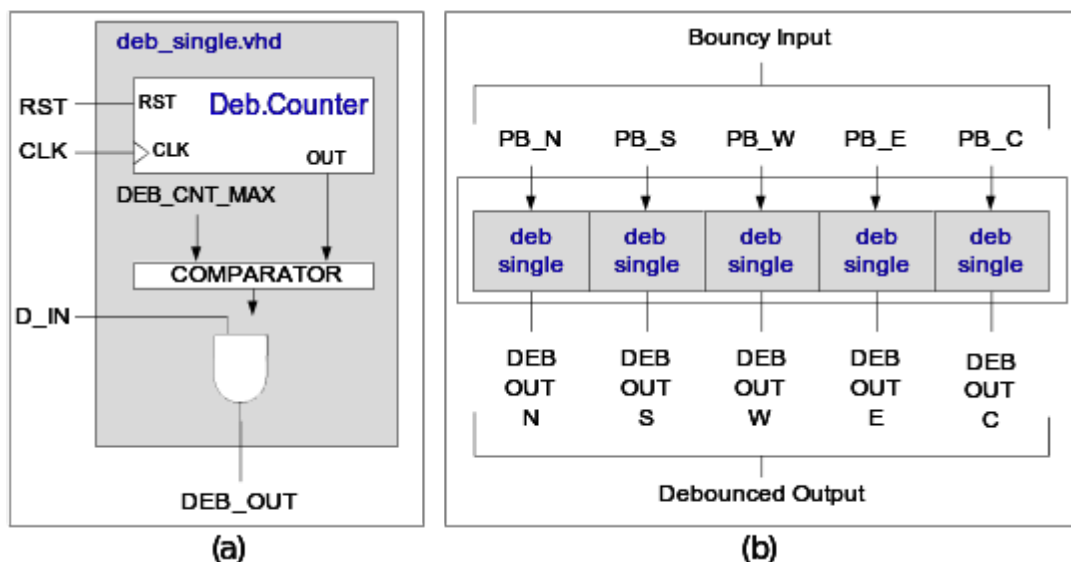 deb_single.vhd
RST
RST
Deb.Counter
CLK
CLK
OUT
DEB_CNT_MAX
COMPARATOR
D_IN
DEB_OUT
(a)
Bouncy Input
PB_N PB_S PB_W PB_E PB_C
deb deb deb deb deb
single single single single single
DEB DEB DEB DEB DEB
OUT OUT OUT OUT OUT
N S W E C
Debounced Output
(b)